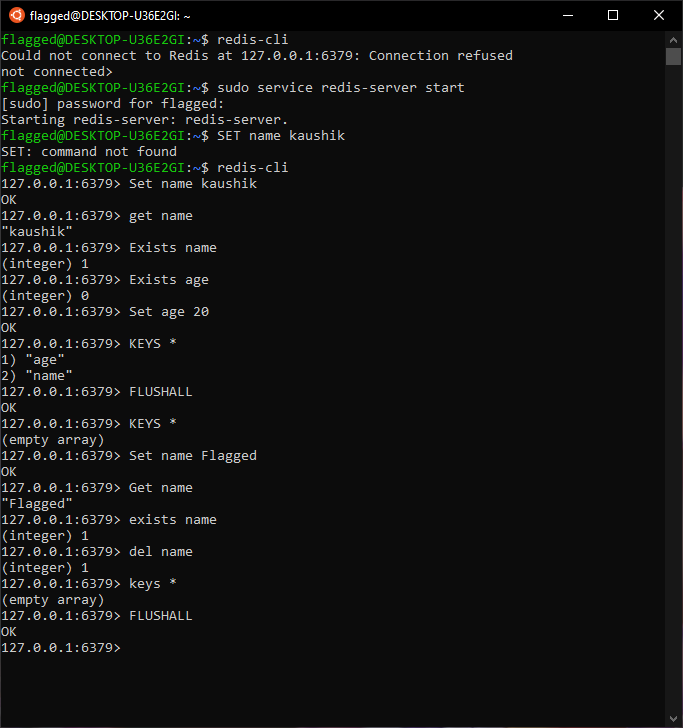 flagged@DESKTOP-U36E2GI: ~
flagged@DESKTOP-U36E2GI:~$ redis-cli
Could not connect to Redis at 127.0.0.1:6379: Connection refused
not connected>
flagged@DESKTOP-U36E2GI:~$ sudo service redis-server start
[sudo] password for flagged:
Starting redis-server: redis-server.
flagged@DESKTOP-U36E2GI:~$ SET name kaushik
SET: command not found
flagged@DESKTOP-U36E2GI:~$ redis-cli
127.0.0.1:6379> Set name kaushik
OK
127.0.0.1:6379> get name
"kaushik"
127.0.0.1:6379> Exists name
(integer) 1
127.0.0.1:6379> Exists age
(integer) 0
127.0.0.1:6379> Set age 20
OK
127.0.0.1:6379> KEYS *
1) "age"
2) "name"
127.0.0.1:6379> FLUSHALL
OK
127.0.0.1:6379> KEYS *
(empty array)
127.0.0.1:6379> Set name Flagged
OK
127.0.0.1:6379> Get name
"Flagged"
127.0.0.1:6379> exists name
(integer) 1
127.0.0.1:6379> del name
(integer) 1
127.0.0.1:6379> keys *
(empty array)
127.0.0.1:6379> FLUSHALL
OK
127.0.0.1:6379>